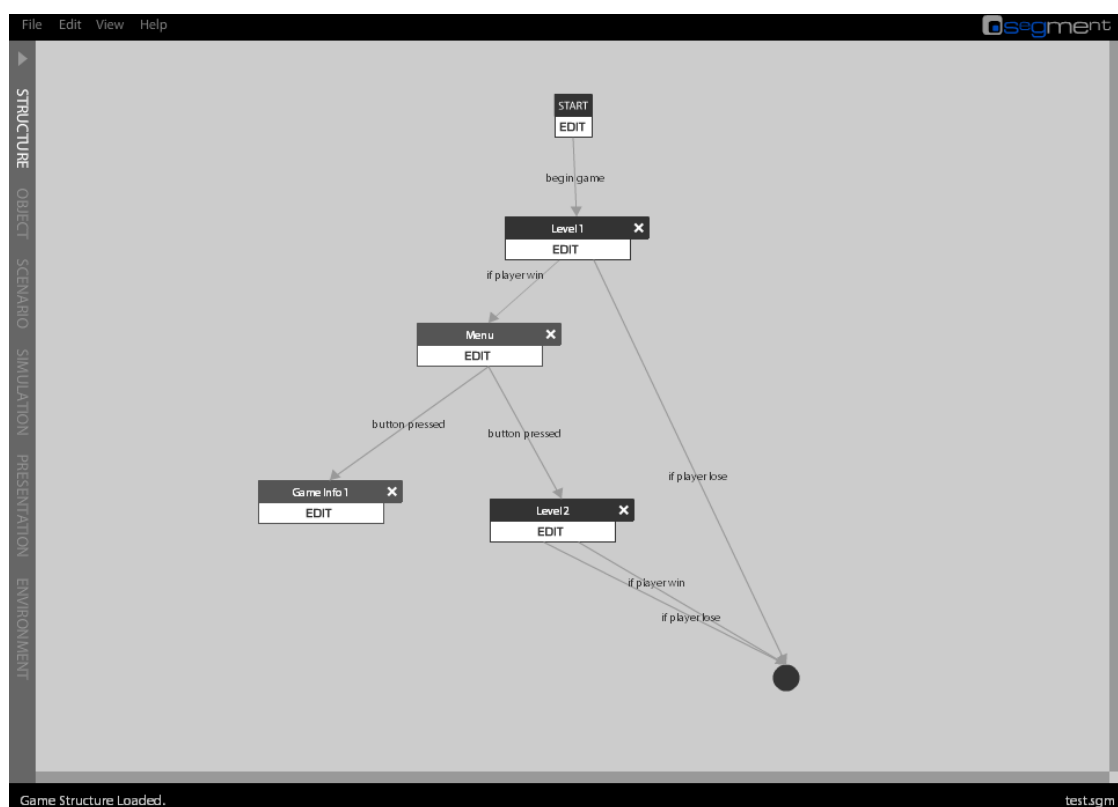 File Edit View Help
segment
STRUCTURE
OBJECT
SCENARIO
SIMULATION
PRESENTATION
ENVIRONMENT
START
EDIT
begin game
Level 1
EDIT
if player win
Menu
EDIT
button pressed
button pressed
if player lose
Game Info 1
EDIT
Level 2
EDIT
if player win
if player lose
Game Structure Loaded.
test.sgm